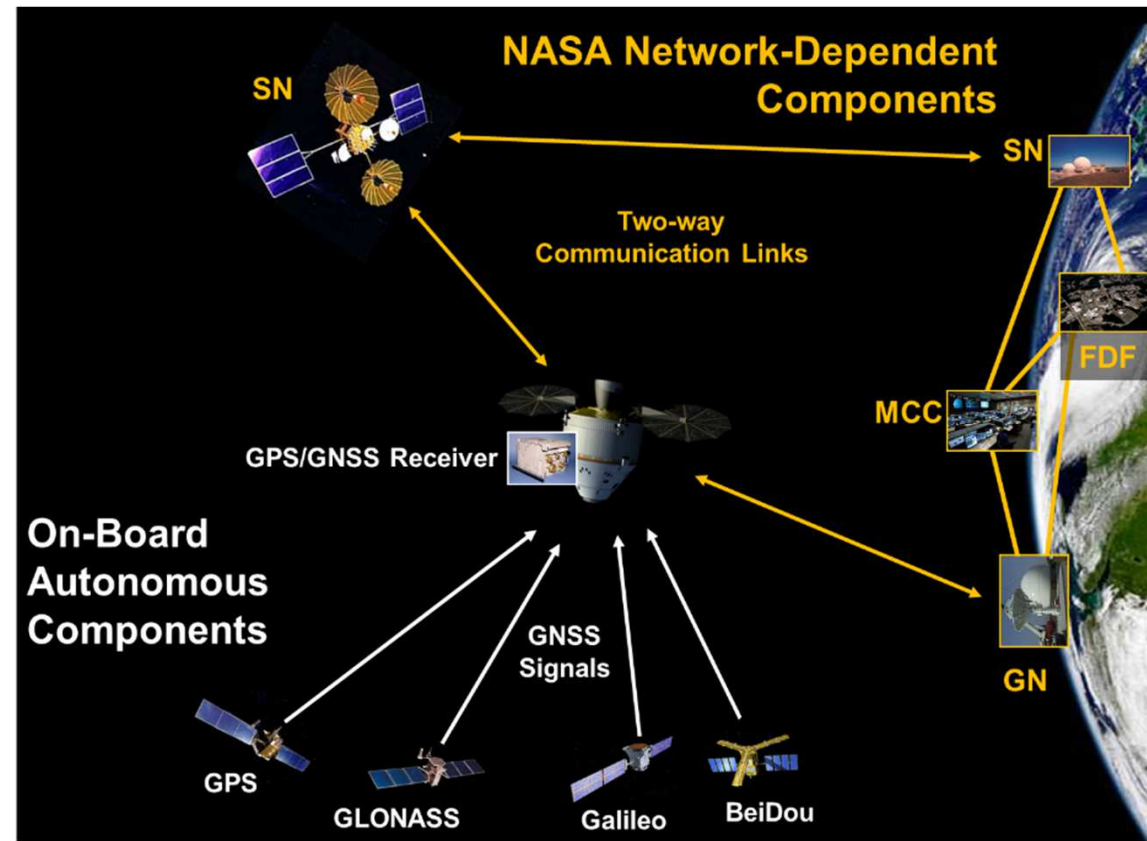 NASA Network-Dependent
Components
SN
SN
Two-way
Communication Links
FDF
MCC
GPS/GNSS Receiver
On-Board
Autonomous
Components
GNSS
Signals
GN
GPS
GLONASS
Galileo
BeiDou